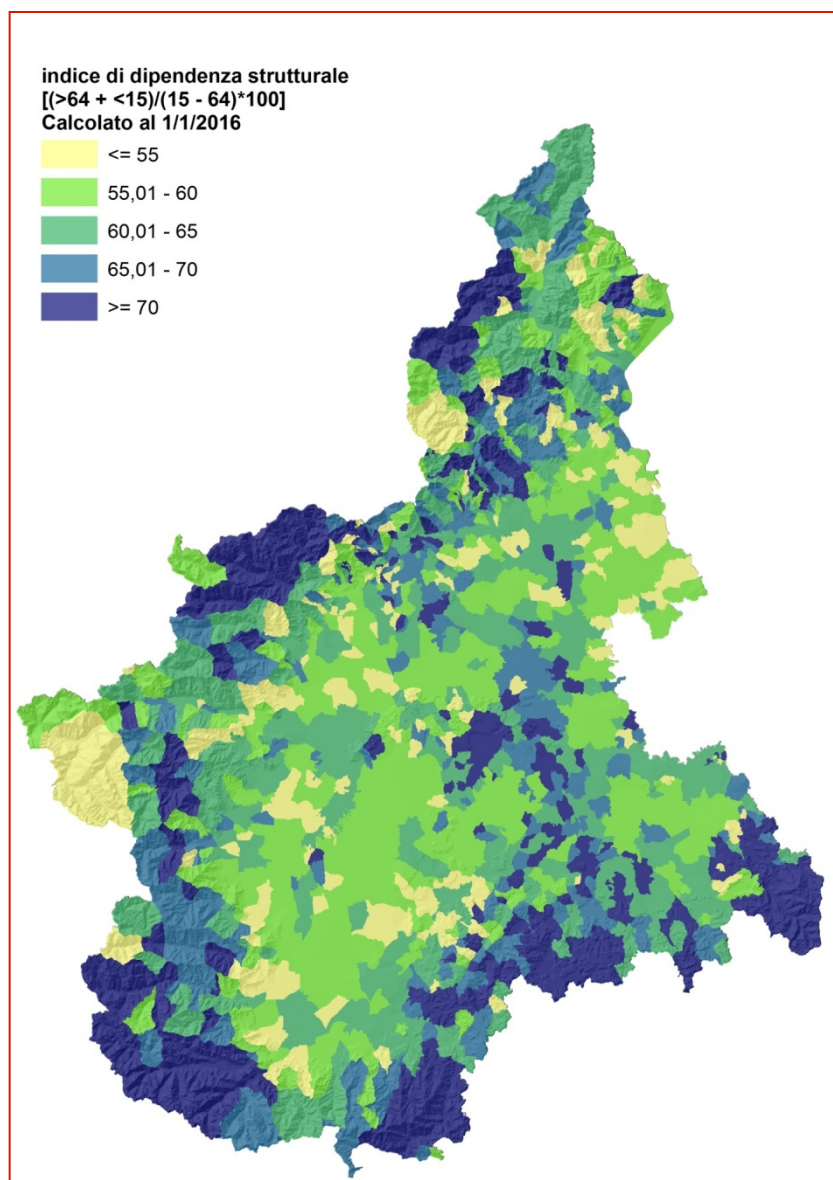 indice di dipendenza strutturale
[(>64 + <15)/(15 - 64)*100]
Calcolato al 1/1/2016
<= 55
55,01 - 60
60,01 - 65
65,01 - 70
>= 70